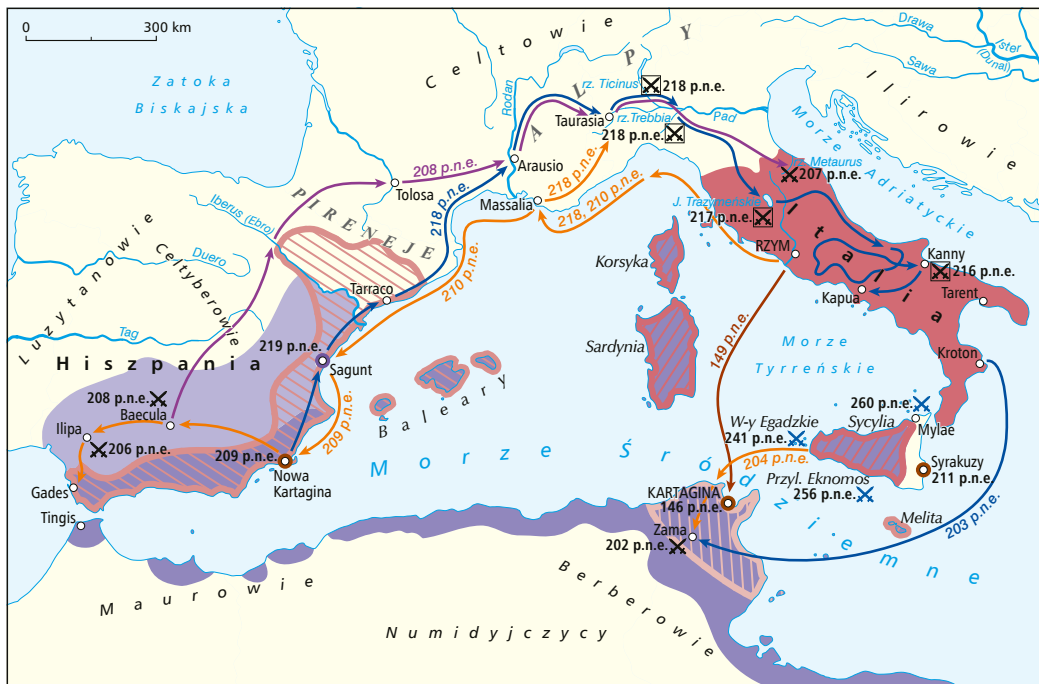 0 300 km
Zatoka
Biskajska
Celtowie
ALPY
Rodan
rz. Ticinus
218 p.n.e.
Taurasia
rz.Trebbia
218 p.n.e.
Pad
Drawa
Ister
(Dunaj)
Sawa
Ilirowie
Morze
Adriatyckie
rz. Metaurus
207 p.n.e.
208 p.n.e.
Arausio
Tolosa
218 p.n.e.
Massalia
218 p.n.e.
218, 210 p.n.e.
210 p.n.e.
PIRENEJE
Iberus (Ebro)
Duero
Celtyberowie
Luzytanowie
Tag
Hiszpania
Tarraco
219 p.n.e.
Sagunt
209 p.n.e.
208 p.n.e.
Baecula
Ilipa
206 p.n.e.
209 p.n.e.
Nowa
Kartagina
Gades
Tingis
Baleary
Korsyka
Sardynia
J. Trazymeńskie
217 p.n.e.
RZYM
Italia
Kanny
216 p.n.e.
Kapua
Tarent
Kroton
Morze
Tyrreńskie
149 p.n.e.
260 p.n.e.
Mylae
W-y Egadzkie
241 p.n.e.
Sycylia
204 p.n.e.
Syrakuzy
211 p.n.e.
Przyl. Eknomos
256 p.n.e.
Melita
203 p.n.e.
KARTAGINA
146 p.n.e.
Zama
202 p.n.e.
Morze Śródziemne
Maurowie
Berberowie
Numidyjczycy